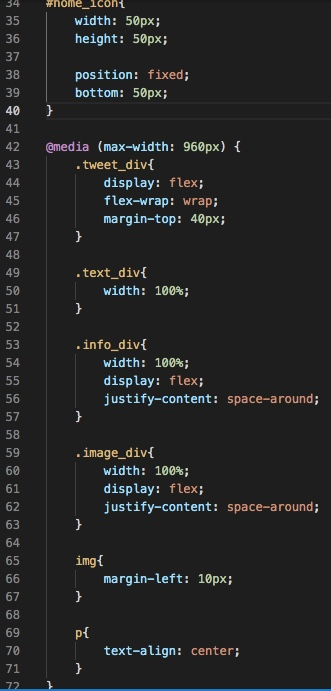 34 #home_icon{
35 width: 50px;
36 height: 50px;
37
38 position: fixed;
39 bottom: 50px;
40 }
41
42 @media (max-width: 960px) {
43 .tweet_div{
44 display: flex;
45 flex-wrap: wrap;
46 margin-top: 40px;
47 }
48
49 .text_div{
50 width: 100%;
51 }
52
53 .info_div{
54 width: 100%;
55 display: flex;
56 justify-content: space-around;
57 }
58
59 .image_div{
60 width: 100%;
61 display: flex;
62 justify-content: space-around;
63 }
64
65 img{
66 margin-left: 10px;
67 }
68
69 p{
70 text-align: center;
71 }
72 }